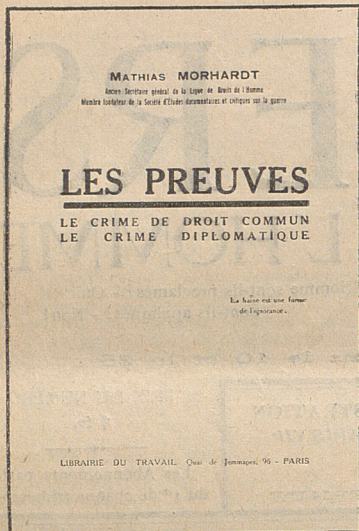 MATHIAS MORHARDT
Ancien Secrétaire général de la Ligue de Droits de l'Homme
Membre fondateur de la Société d'Études documentaires et critiques sur la guerre
LES PREUVES
LE CRIME DE DROIT COMMUN
LE CRIME DIPLOMATIQUE
La haine est une forme
de l'ignorance.
LIBRAIRIE DU TRAVAIL Quai de Jemmapes, 96 - PARIS